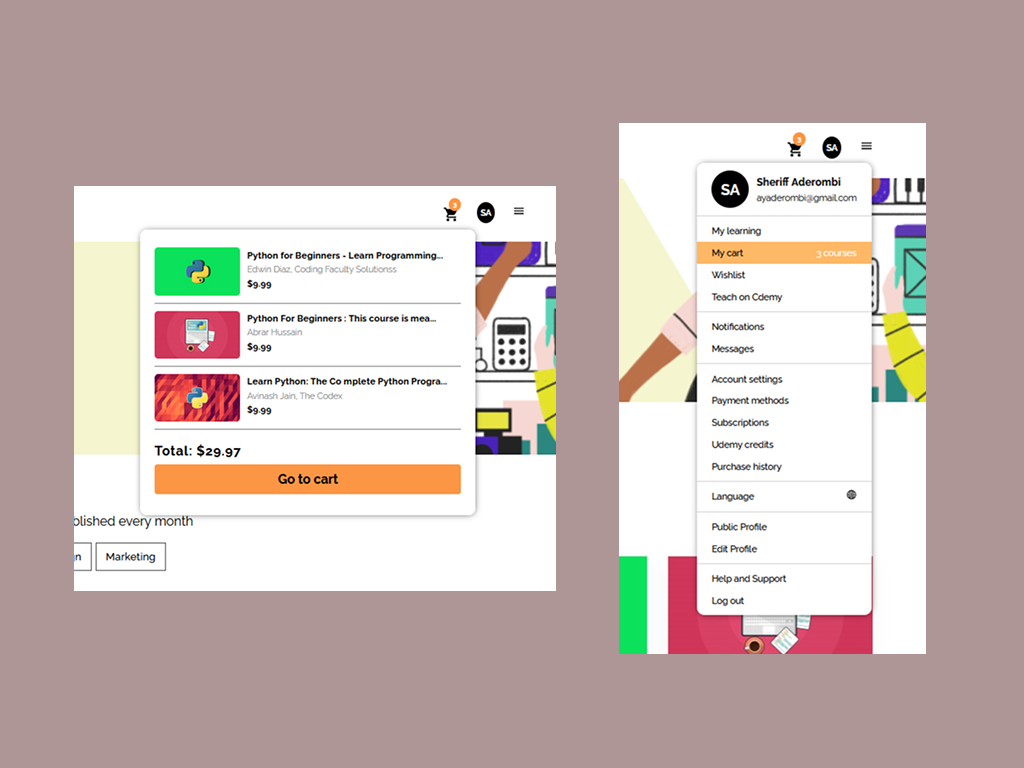 3
SA
Python for Beginners - Learn Programming...
Edwin Diaz, Coding Faculty Solutionss
$9.99
Python For Beginners : This course is mea...
Abrar Hussain
$9.99
Learn Python: The Co mplete Python Progra...
Avinash Jain, The Codex
$9.99
Total: $29.97
Go to cart
blished every month
n
Marketing
3
SA
SA
Sheriff Aderombi
ayaderombi@gmail.com
My learning
My cart 3 courses
Wishlist
Teach on Cdemy
Notifications
Messages
Account settings
Payment methods
Subscriptions
Udemy credits
Purchase history
Language
Public Profile
Edit Profile
Help and Support
Log out